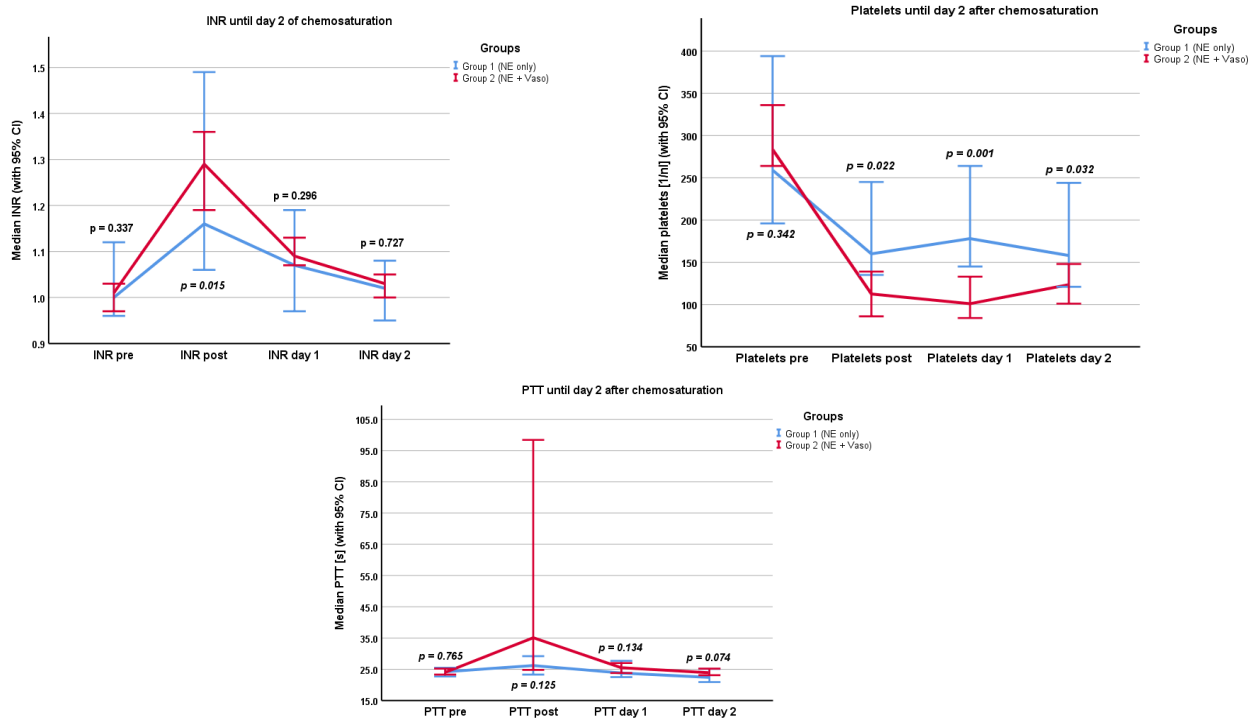 INR until day 2 of chemosaturation
Groups
Group 1 (NE only)
Group 2 (NE + Vaso)
Median INR (with 95% CI)
1.5
1.4
1.3
1.2
1.1
1.0
0.9
p = 0.337
p = 0.015
p = 0.296
p = 0.727
INR pre
INR post
INR day 1
INR day 2
Platelets until day 2 after chemosaturation
Groups
Group 1 (NE only)
Group 2 (NE + Vaso)
Median platelets [1/nl] (with 95% CI)
400
350
300
250
200
150
100
50
p = 0.342
p = 0.022
p = 0.001
p = 0.032
Platelets pre
Platelets post
Platelets day 1
Platelets day 2
PTT until day 2 after chemosaturation
Groups
Group 1 (NE only)
Group 2 (NE + Vaso)
Median PTT [s] (with 95% CI)
105.0
95.0
85.0
75.0
65.0
55.0
45.0
35.0
25.0
15.0
p = 0.765
p = 0.125
p = 0.134
p = 0.074
PTT pre
PTT post
PTT day 1
PTT day 2